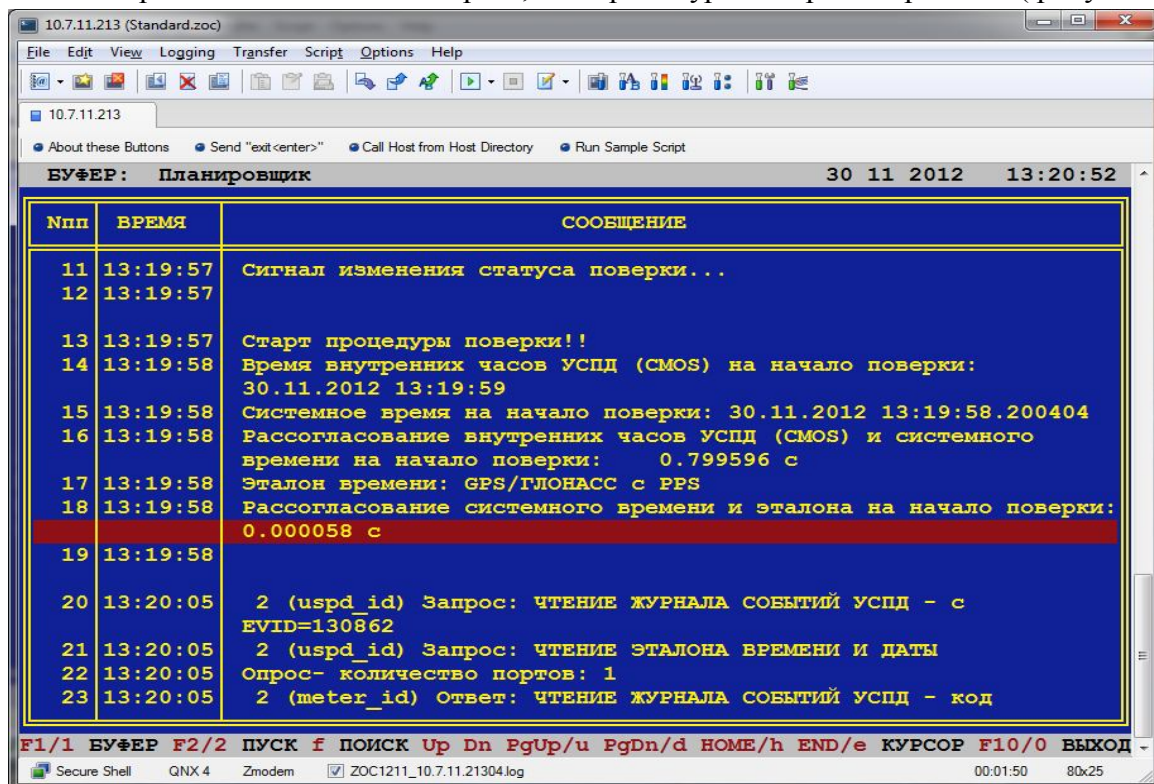 10.7.11.213 (Standard.zoc)
File Edit View Logging Transfer Script Options Help
10.7.11.213
About these Buttons Send "exit<enter>" Call Host from Host Directory Run Sample Script
БУФЕР: Планировщик 30 11 2012 13:20:52
Nпп ВРЕМЯ СООБЩЕНИЕ
11 13:19:57 Сигнал изменения статуса поверки...
12 13:19:57
13 13:19:57 Старт процедуры поверки!!
14 13:19:58 Время внутренних часов УСПД (CMOS) на начало поверки:
30.11.2012 13:19:59
15 13:19:58 Системное время на начало поверки: 30.11.2012 13:19:58.200404
16 13:19:58 Рассогласование внутренних часов УСПД (CMOS) и системного
времени на начало поверки: 0.799596 с
17 13:19:58 Эталон времени: GPS/ГЛОНАСС с PPS
18 13:19:58 Рассогласование системного времени и эталона на начало поверки:
0.000058 с
19 13:19:58
20 13:20:05 2 (uspd_id) Запрос: ЧТЕНИЕ ЖУРНАЛА СОБЫТИЙ УСПД - с
EVID=130862
21 13:20:05 2 (uspd_id) Запрос: ЧТЕНИЕ ЭТАЛОНА ВРЕМЕНИ И ДАТЫ
22 13:20:05 Опрос- количество портов: 1
23 13:20:05 2 (meter_id) Ответ: ЧТЕНИЕ ЖУРНАЛА СОБЫТИЙ УСПД - код
F1/1 БУФЕР F2/2 ПУСК f ПОИСК Up Dn PgUp/u PgDn/d HOME/h END/e КУРСОР F10/0 ВЫХОД
Secure Shell QNX 4 Zmodem ZOC1211_10.7.11.21304.log 00:01:50 80x25